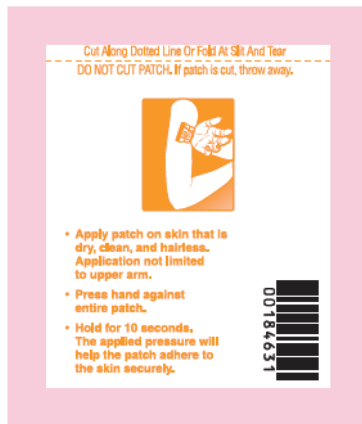 Cut Along Dotted Line Or Fold At Slit And Tear
DO NOT CUT PATCH. If patch is cut, throw away.
• Apply patch on skin that is
dry, clean, and hairless.
Application not limited
to upper arm.
• Press hand against
entire patch.
• Hold for 10 seconds.
The applied pressure will
help the patch adhere to
the skin securely.
00184631